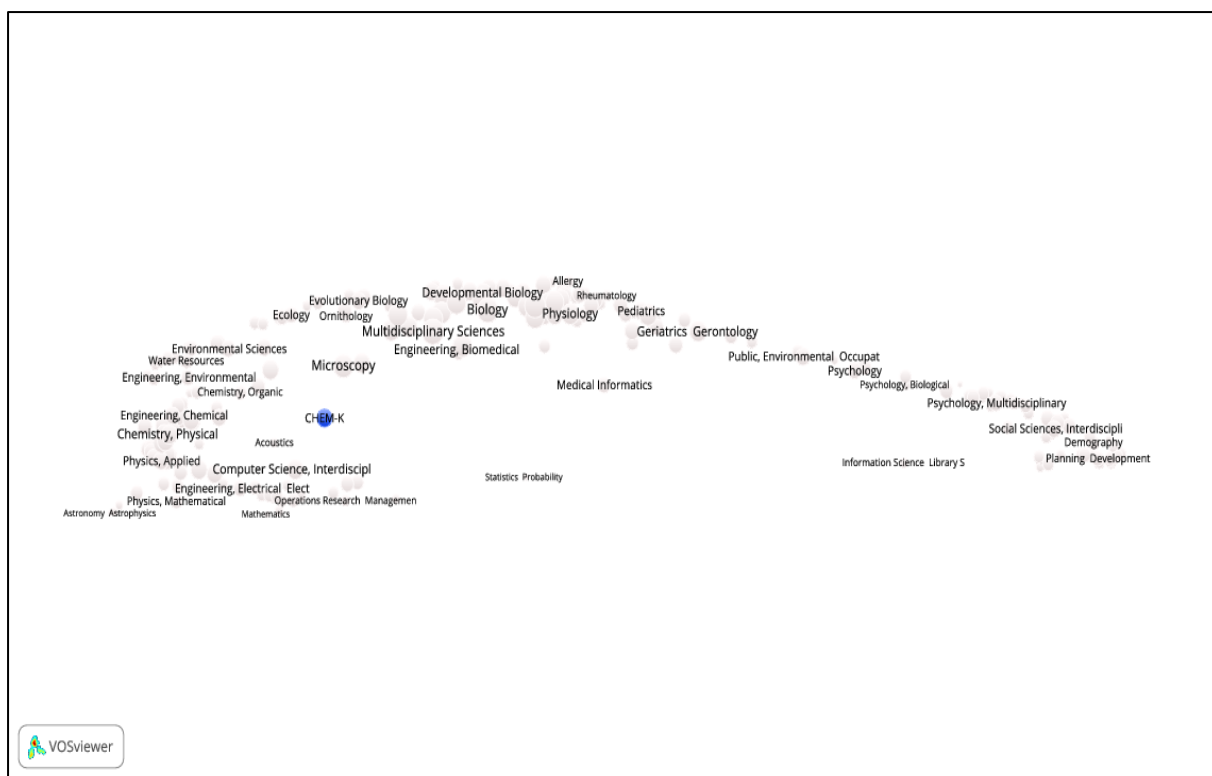 Allergy
Developmental Biology
Rheumatology
Evolutionary Biology
Biology
Pediatrics
Ecology
Ornithology
Physiology
Multidisciplinary Sciences
Geriatrics Gerontology
Environmental Sciences
Engineering, Biomedical
Water Resources
Public, Environmental Occupat
Microscopy
Psychology
Engineering, Environmental
Medical Informatics
Psychology, Biological
Chemistry, Organic
Psychology, Multidisciplinary
Engineering, Chemical
CHEM-K
Social Sciences, Interdiscipli
Chemistry, Physical
Acoustics
Demography
Physics, Applied
Information Science Library S
Planning Development
Computer Science, Interdiscipl
Statistics Probability
Engineering, Electrical Elect
Physics, Mathematical
Operations Research Managemen
Astronomy Astrophysics
Mathematics
VOSviewer